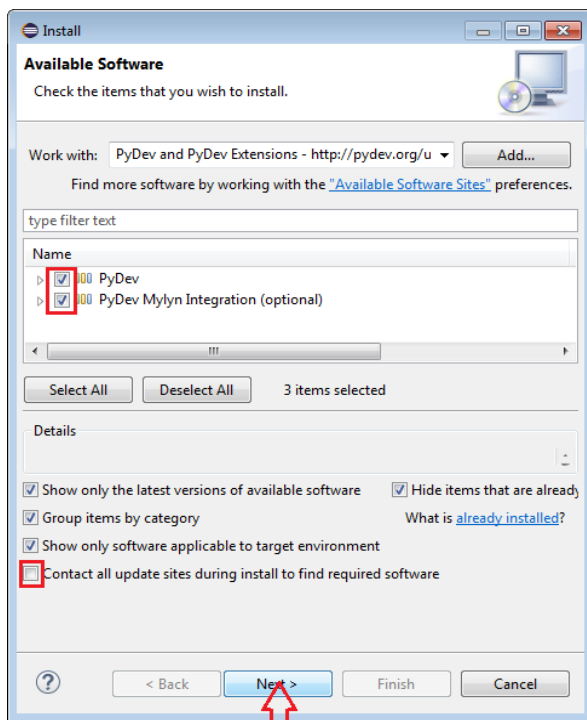 Install
Available Software
Check the items that you wish to install.
Work with: PyDev and PyDev Extensions - http://pydev.org/u Add...
Find more software by working with the "Available Software Sites" preferences.
type filter text
Name
PyDev
PyDev Mylyn Integration (optional)
Select All Deselect All 3 items selected
Details
Show only the latest versions of available software Hide items that are already
Group items by category What is already installed?
Show only software applicable to target environment
Contact all update sites during install to find required software
? < Back Next > Finish Cancel